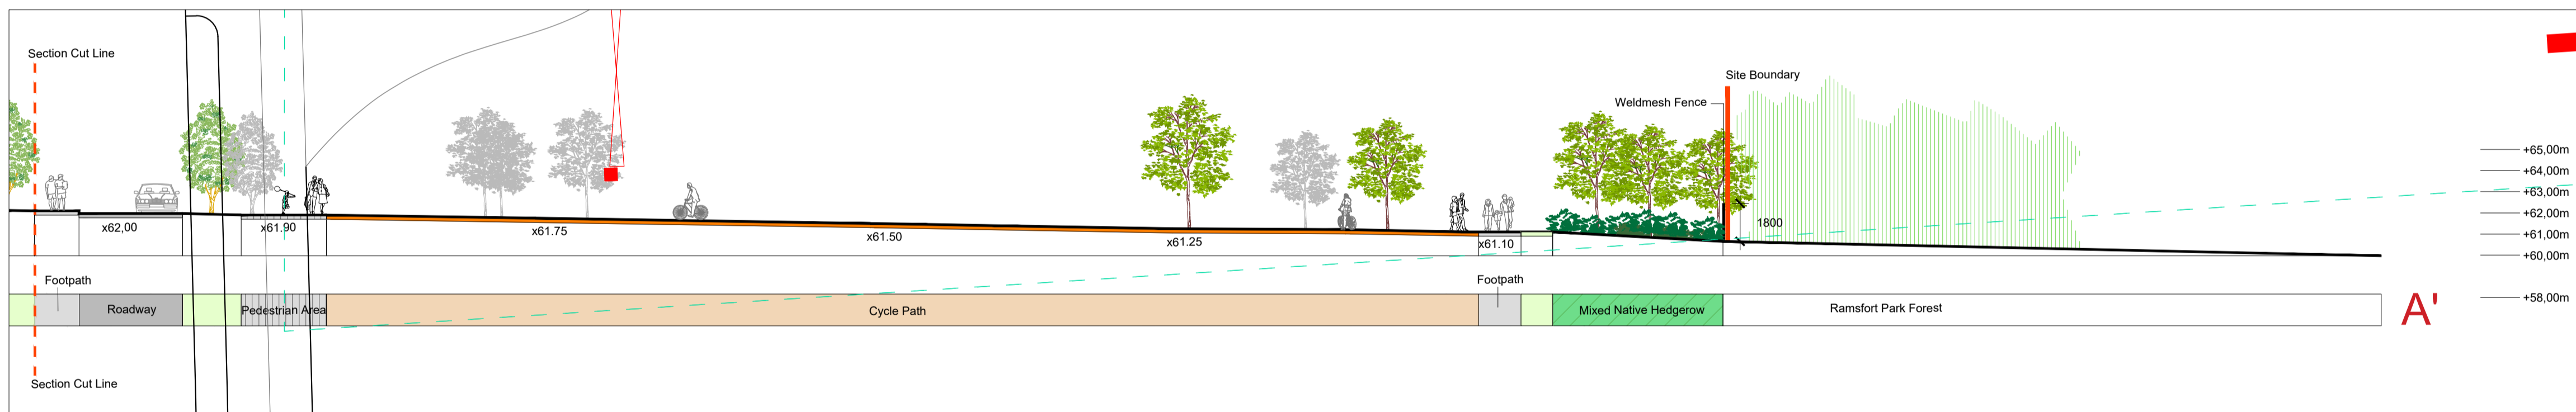 Section Cut Line
Site Boundary
Weldmesh Fence
+65,00m
+64,00m
+63,00m
+62,00m
+61,00m
+60,00m
+58,00m
1800
x62,00
x61.90
x61.75
x61.50
x61.25
x61.10
Footpath
Roadway
Pedestrian Area
Cycle Path
Footpath
Mixed Native Hedgerow
Ramsfort Park Forest
A'
Section Cut Line